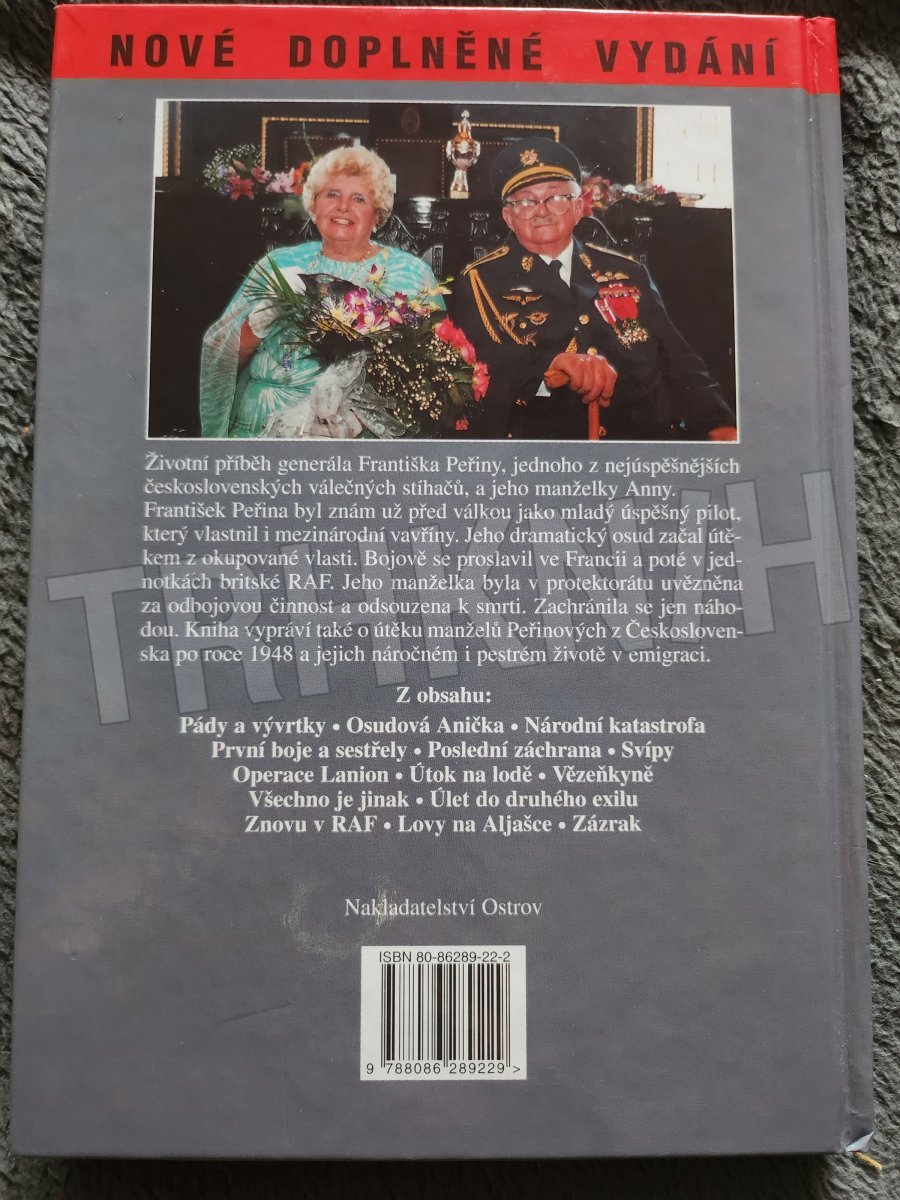 NOVÉ DOPLNĚNÉ VYDÁNÍ
Životní příběh generála Františka Peřiny, jednoho z nejúspěšnějších
československých válečných stíhačů, a jeho manželky Anny.
František Peřina byl znám už před válkou jako mladý úspěšný pilot,
který vlastnil i mezinárodní vavříny. Jeho dramatický osud začal útě-
kem z okupované vlasti. Bojově se proslavil ve Francii a poté v jed-
notkách britské RAF. Jeho manželka byla v protektorátu uvězněna
za odbojovou činnost a odsouzena k smrti. Zachránila se jen náho-
dou. Kniha vypráví také o útěku manželů Peřinových z Českosloven-
ska po roce 1948 a jejich náročném i pestrém životě v emigraci.
TRHKNIH
Z obsahu:
Pády a vývrtky • Osudová Anička • Národní katastrofa
První boje a sestřely • Poslední záchrana • Svípy
Operace Lanion • Útok na lodě • Vězeňkyně
Všechno je jinak • Úlet do druhého exilu
Znovu v RAF • Lovy na Aljašce • Zázrak
Nakladatelství Ostrov
ISBN 80-86289-22-2
9 788086 289229 >